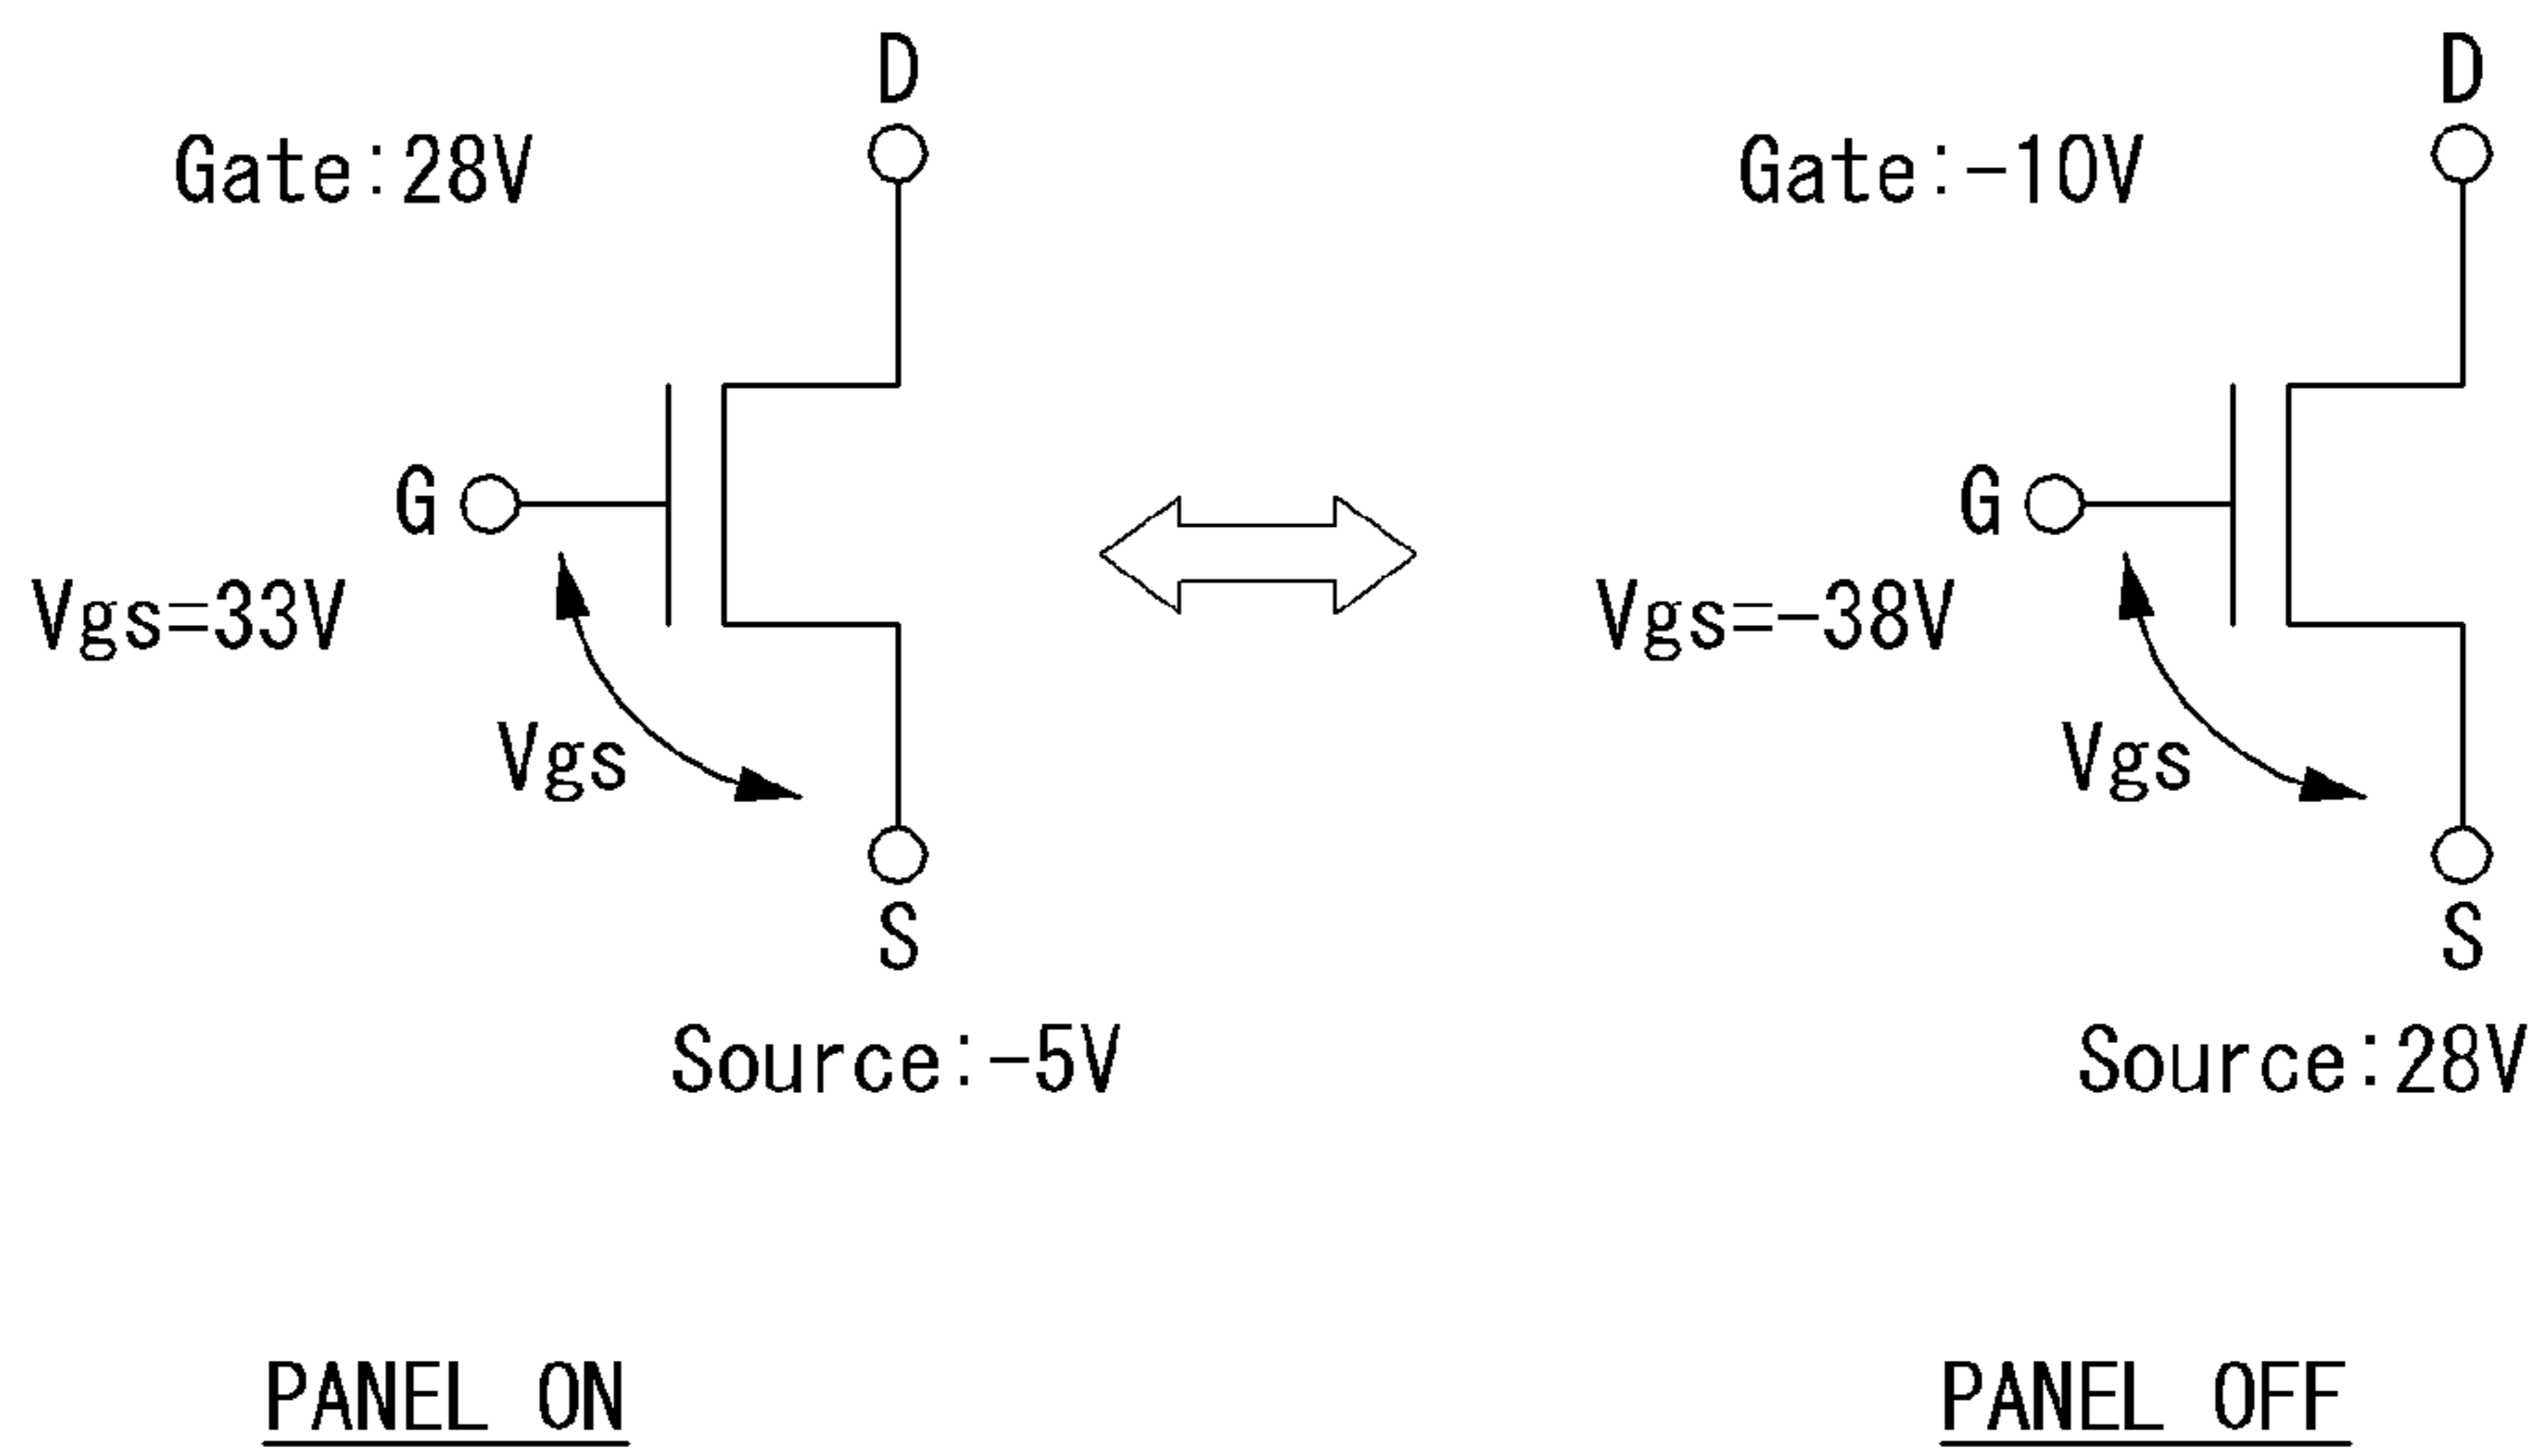 D
Gate:28V
G
Vgs=33V
Vgs
S
Source:-5V
PANEL ON
D
Gate:-10V
G
Vgs=-38V
Vgs
S
Source:28V
PANEL OFF